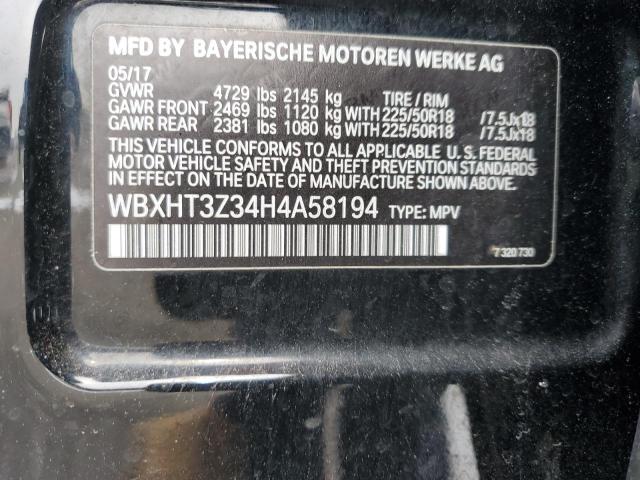 MFD BY BAYERISCHE MOTOREN WERKE AG
05/17
GVWR 4729 lbs 2145 kg TIRE / RIM
GAWR FRONT 2469 lbs 1120 kg WITH 225/50R18 /7.5Jx18
GAWR REAR 2381 lbs 1080 kg WITH 225/50R18 /7.5Jx18
THIS VEHICLE CONFORMS TO ALL APPLICABLE U. S. FEDERAL
MOTOR VEHICLE SAFETY AND THEFT PREVENTION STANDARDS
IN EFFECT ON THE DATE OF MANUFACTURE SHOWN ABOVE.
WBXHT3Z34H4A58194 TYPE: MPV
7320730